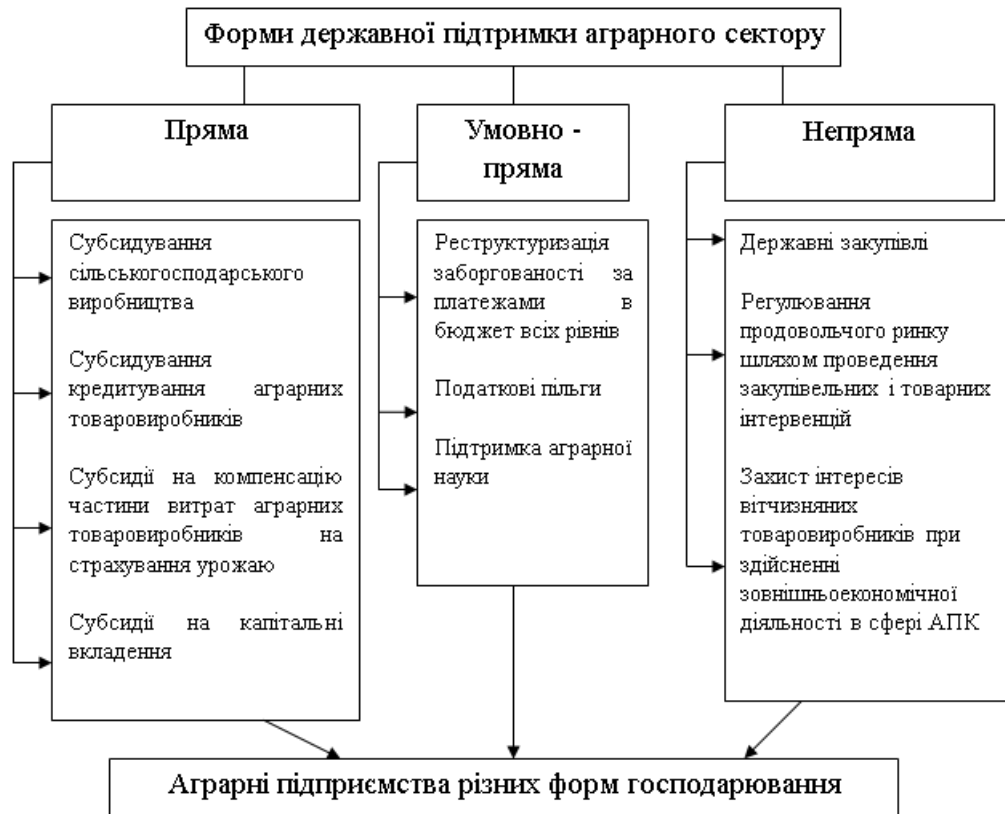 Форми державної підтримки аграрного сектору
Пряма
Умовно -
пряма
Непряма
Субсидування
сільськогосподарського
виробництва
Субсидування
кредитування аграрних
товаровиробників
Субсидії на компенсацію
частини витрат аграрних
товаровиробників на
страхування урожаю
Субсидії на капітальні
вкладення
Реструктуризація
заборгованості за
платежами в
бюджет всіх рівнів
Податкові пільги
Підтримка аграрної
науки
Державні закупівлі
Регулювання
продовольчого ринку
шляхом проведення
закупівельних і товарних
інтервенцій
Захист інтересів
вітчизняних
товаровиробників при
здійсненні
зовнішньоекономічної
діяльності в сфері АПК
Аграрні підприємства різних форм господарювання